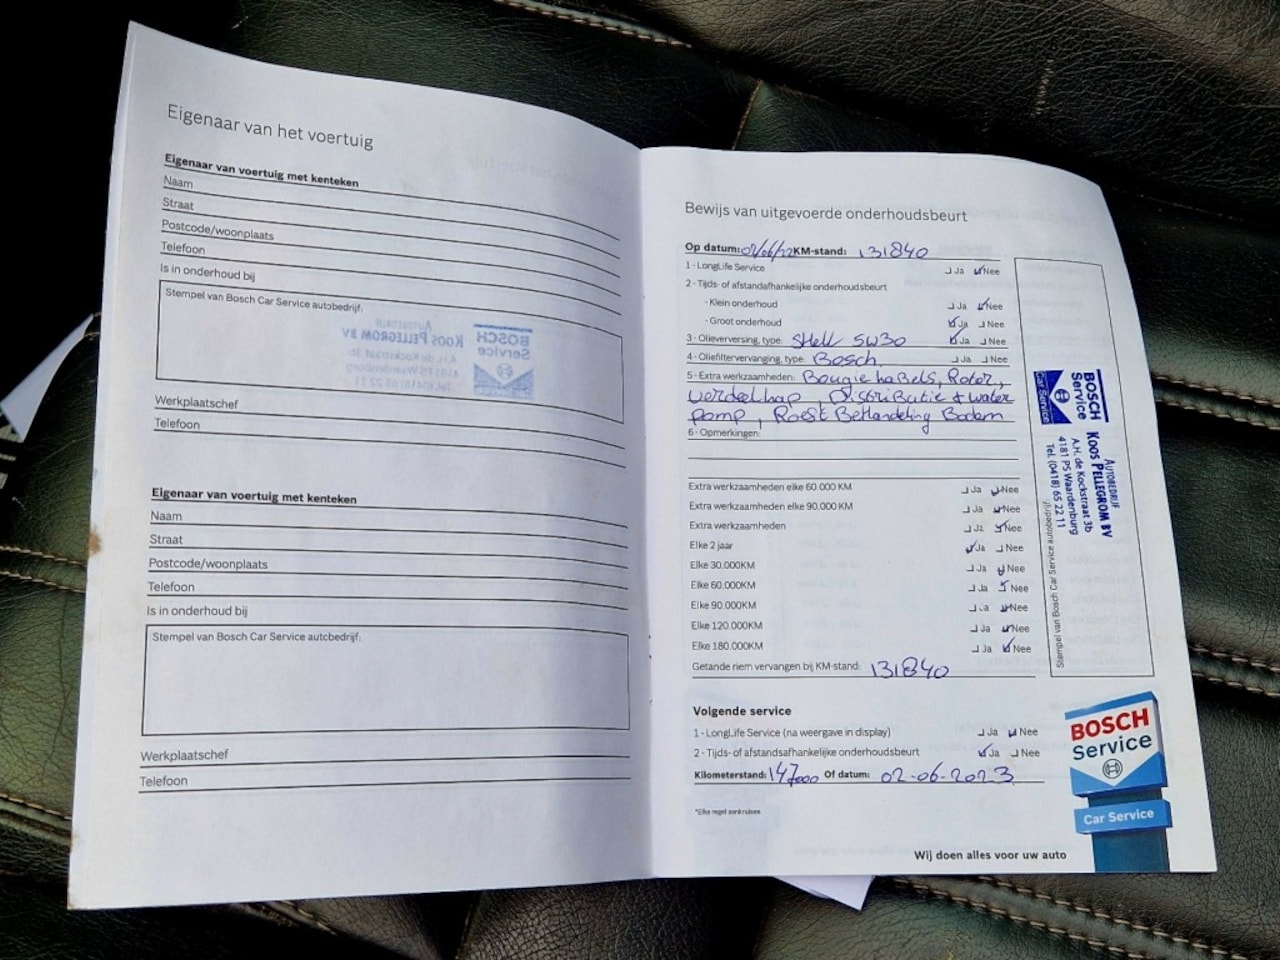 Eigenaar van het voertuig
Eigenaar van voertuig met kenteken
Naam
Straat
Postcode/woonplaats
Telefoon
Is in onderhoud bij
Stempel van Bosch Car Service autobedrijf:
Werkplaatschef
Telefoon
Eigenaar van voertuig met kenteken
Naam
Straat
Postcode/woonplaats
Telefoon
Is in onderhoud bij
Stempel van Bosch Car Service autobedrijf:
Werkplaatschef
Telefoon
Bewijs van uitgevoerde onderhoudsbeurt
Op datum: 02/06/22 KM-stand: 131840
1 - LongLife Service Ja Nee
2 - Tijds- of afstandafhankelijke onderhoudsbeurt
- Klein onderhoud Ja Nee
- Groot onderhoud Ja Nee
3 - Olieverversing, type: Shell 5W30 Ja Nee
4 - Oliefiltervervanging, type: Bosch Ja Nee
5 - Extra werkzaamheden: Bougie kabels, Rotor,
verdeelkap, Distributie + water
pomp, Roest Behandeling Bodem
6 - Opmerkingen:
Extra werkzaamheden elke 60.000 KM Ja Nee
Extra werkzaamheden elke 90.000 KM Ja Nee
Extra werkzaamheden Ja Nee
Elke 2 jaar Ja Nee
Elke 30.000KM Ja Nee
Elke 60.000KM Ja Nee
Elke 90.000KM Ja Nee
Elke 120.000KM Ja Nee
Elke 180.000KM Ja Nee
Getande riem vervangen bij KM-stand: 131840
Volgende service
1 - LongLife Service (na weergave in display) Ja Nee
2 - Tijds- of afstandsafhankelijke onderhoudsbeurt Ja Nee
Kilometerstand: 147000 Of datum: 02-06-2023
*Elke regel aankruisen
Stempel van Bosch Car Service autobedrijf:
BOSCH
Service
Car Service
AUTOBEDRIJF
KOOS PELLEGROM BV
A.H. de Kockstraat 3b
4181 PS Waardenburg
Tel. (0418) 65 22 11
BOSCH
Service
Car Service
Wij doen alles voor uw auto